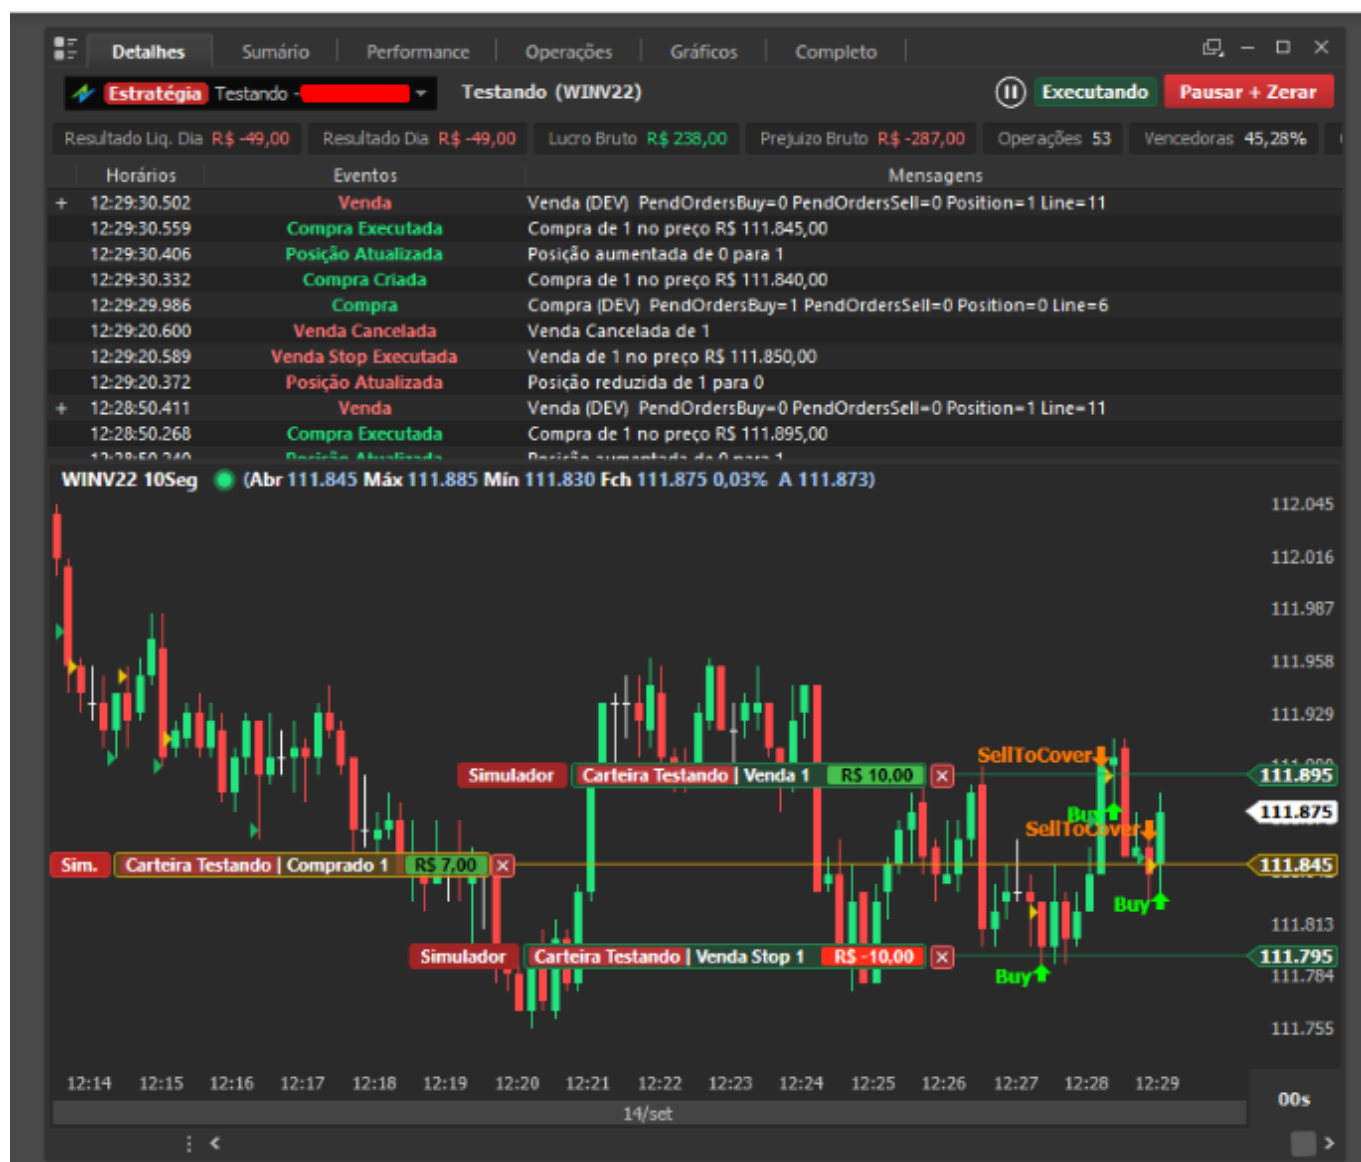 Detalhes Sumário Performance Operações Gráficos Completo
Estratégia Testando - Testando (WINV22) Executando Pausar + Zerar
Resultado Liq. Dia R$ -49,00 Resultado Dia R$ -49,00 Lucro Bruto R$ 238,00 Prejuizo Bruto R$ -287,00 Operações 53 Vencedoras 45,28%
Horários Eventos Mensagens
+ 12:29:30.502 Venda Venda (DEV) PendOrdersBuy=0 PendOrdersSell=0 Position=1 Line=11
12:29:30.559 Compra Executada Compra de 1 no preço R$ 111.845,00
12:29:30.406 Posição Atualizada Posição aumentada de 0 para 1
12:29:30.332 Compra Criada Compra de 1 no preço R$ 111.840,00
12:29:29.986 Compra Compra (DEV) PendOrdersBuy=1 PendOrdersSell=0 Position=0 Line=6
12:29:20.600 Venda Cancelada Venda Cancelada de 1
12:29:20.589 Venda Stop Executada Venda de 1 no preço R$ 111.850,00
12:29:20.372 Posição Atualizada Posição reduzida de 1 para 0
+ 12:28:50.411 Venda Venda (DEV) PendOrdersBuy=0 PendOrdersSell=0 Position=1 Line=11
12:28:50.268 Compra Executada Compra de 1 no preço R$ 111.895,00
12:28:50.240 Posição Atualizada Posição aumentada de 0 para 1
WINV22 10Seg (Abr 111.845 Máx 111.885 Mín 111.830 Fch 111.875 0,03% A 111.873)
112.045
112.016
111.987
111.958
111.929
SellToCover
Simulador Carteira Testando | Venda 1 R$ 10,00 111.895
Buy 111.875
SellToCover
Sim. Carteira Testando | Comprado 1 R$ 7,00 111.845
Buy
111.813
Simulador Carteira Testando | Venda Stop 1 R$ -10,00 111.795
Buy 111.784
111.755
12:14 12:15 12:16 12:17 12:18 12:19 12:20 12:21 12:22 12:23 12:24 12:25 12:26 12:27 12:28 12:29
00s
14/set